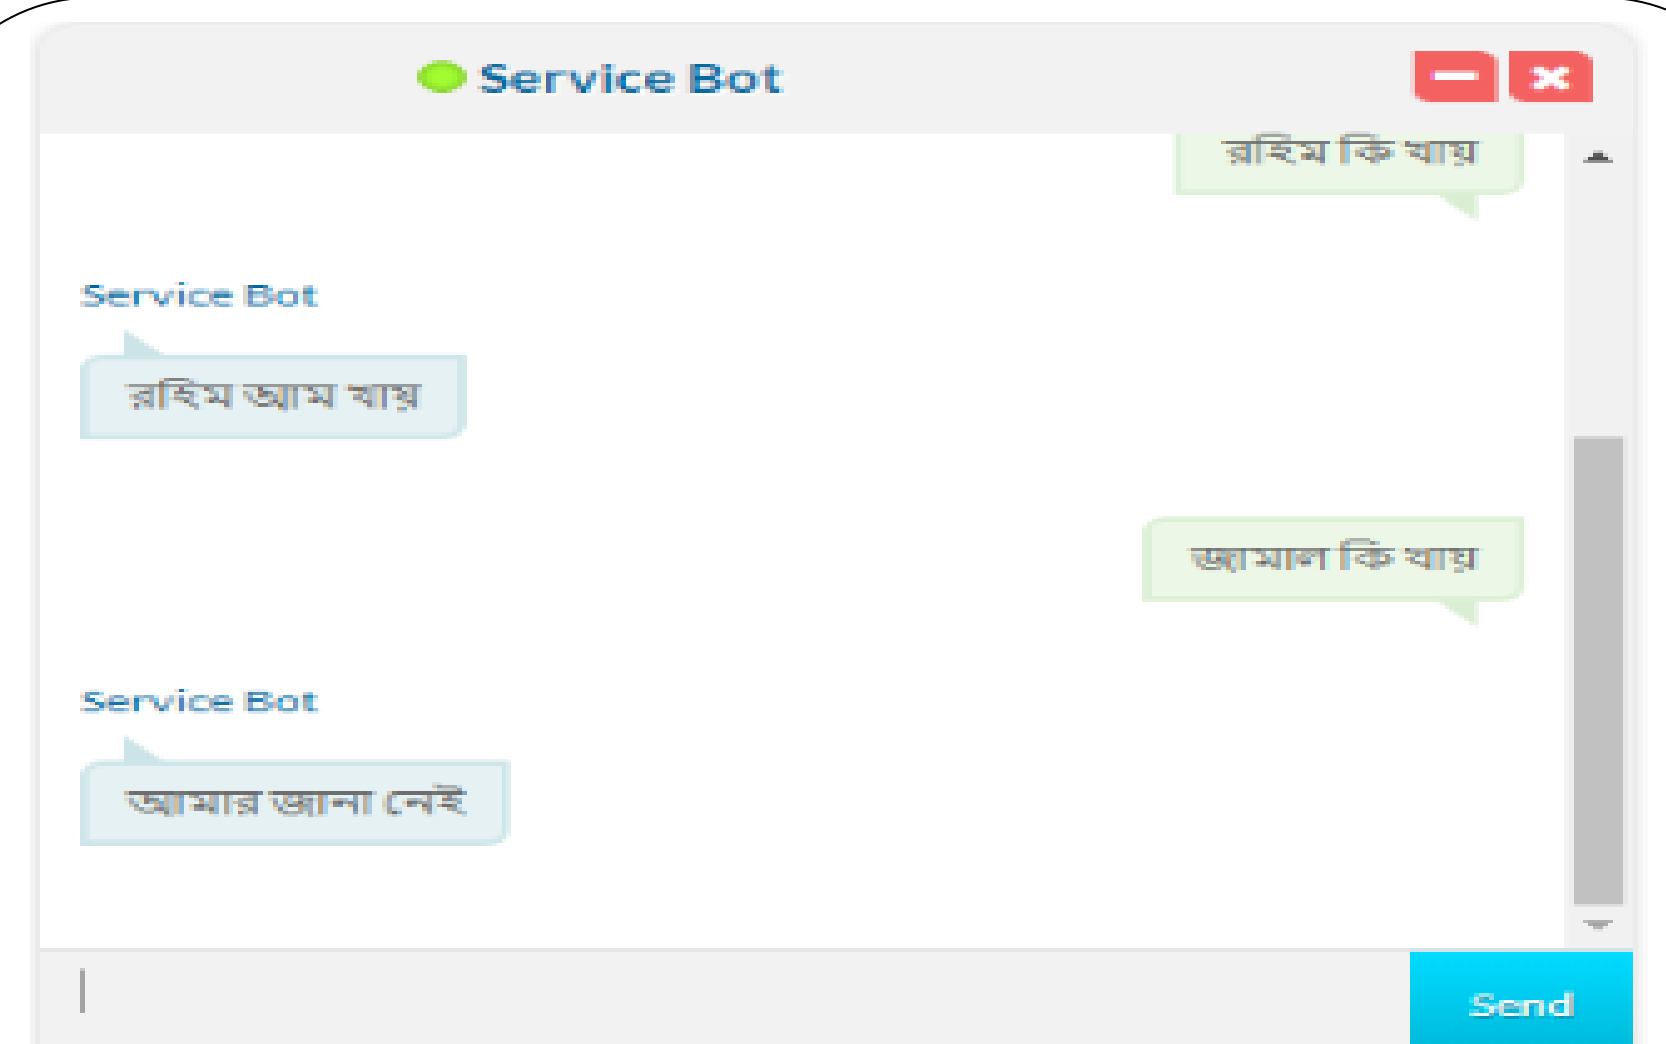 Service Bot
রহিম কি খায়
Service Bot
রহিম আম খায়
জামাল কি খায়
Service Bot
আমার জানা নেই
Send